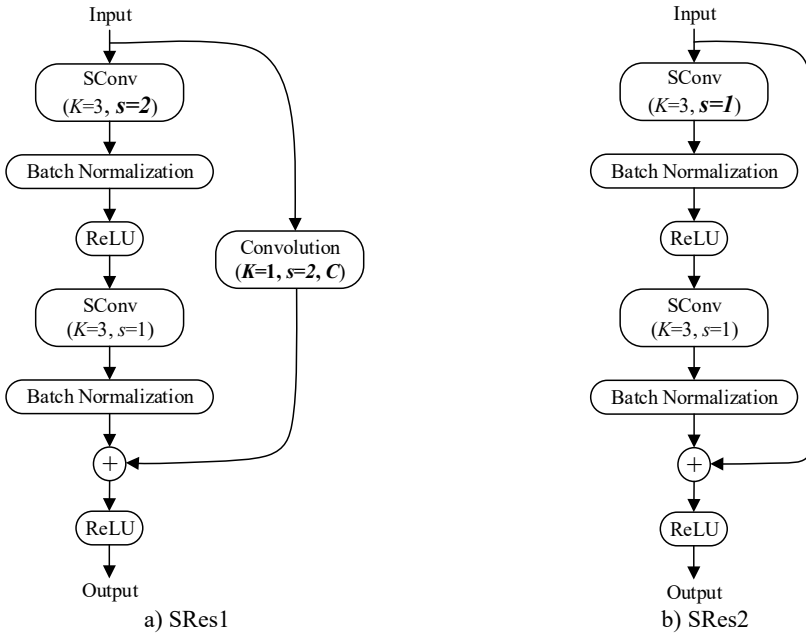 Input
SConv
(K=3, s=2)
Batch Normalization
ReLU
SConv
(K=3, s=1)
Batch Normalization
+
ReLU
Output
Convolution
(K=1, s=2, C)
a) SRes1
Input
SConv
(K=3, s=1)
Batch Normalization
ReLU
SConv
(K=3, s=1)
Batch Normalization
+
ReLU
Output
b) SRes2